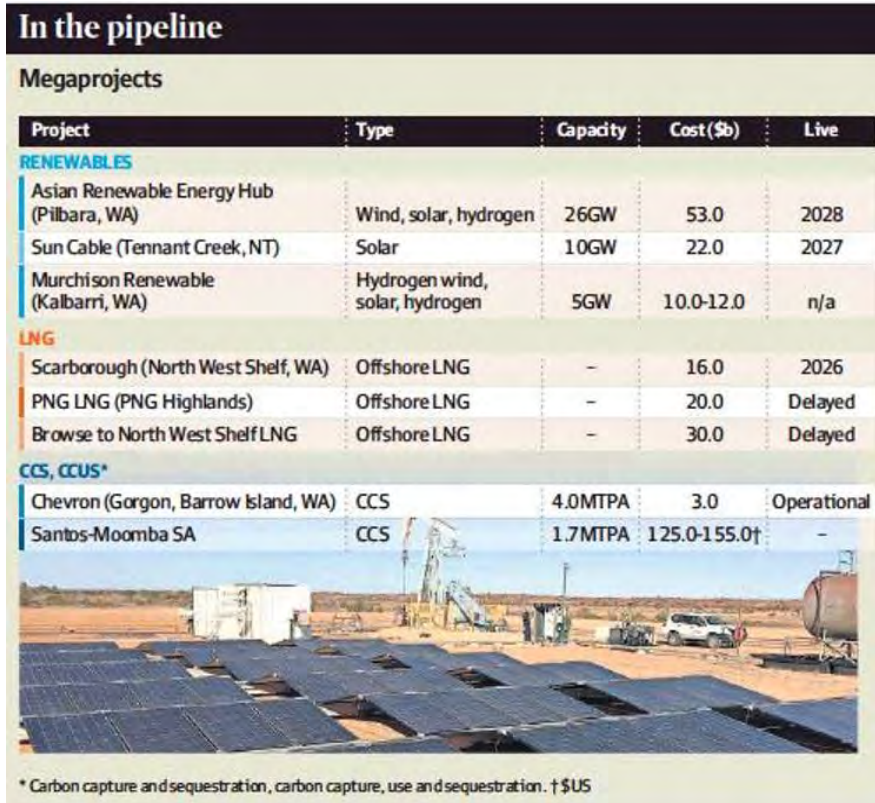 In the pipeline
Megaprojects
Project Type Capacity Cost ($b) Live
RENEWABLES
Asian Renewable Energy Hub
(Pilbara, WA) Wind, solar, hydrogen 26GW 53.0 2028
Sun Cable (Tennant Creek, NT) Solar 10GW 22.0 2027
Murchison Renewable Hydrogen wind,
(Kalbarri, WA) solar, hydrogen 5GW 10.0-12.0 n/a
LNG
Scarborough (North West Shelf, WA) Offshore LNG – 16.0 2026
PNG LNG (PNG Highlands) Offshore LNG – 20.0 Delayed
Browse to North West Shelf LNG Offshore LNG – 30.0 Delayed
CCS, CCUS*
Chevron (Gorgon, Barrow Island, WA) CCS 4.0MTPA 3.0 Operational
Santos-Moomba SA CCS 1.7MTPA 125.0-155.0† –
* Carbon capture and sequestration, carbon capture, use and sequestration. † $US